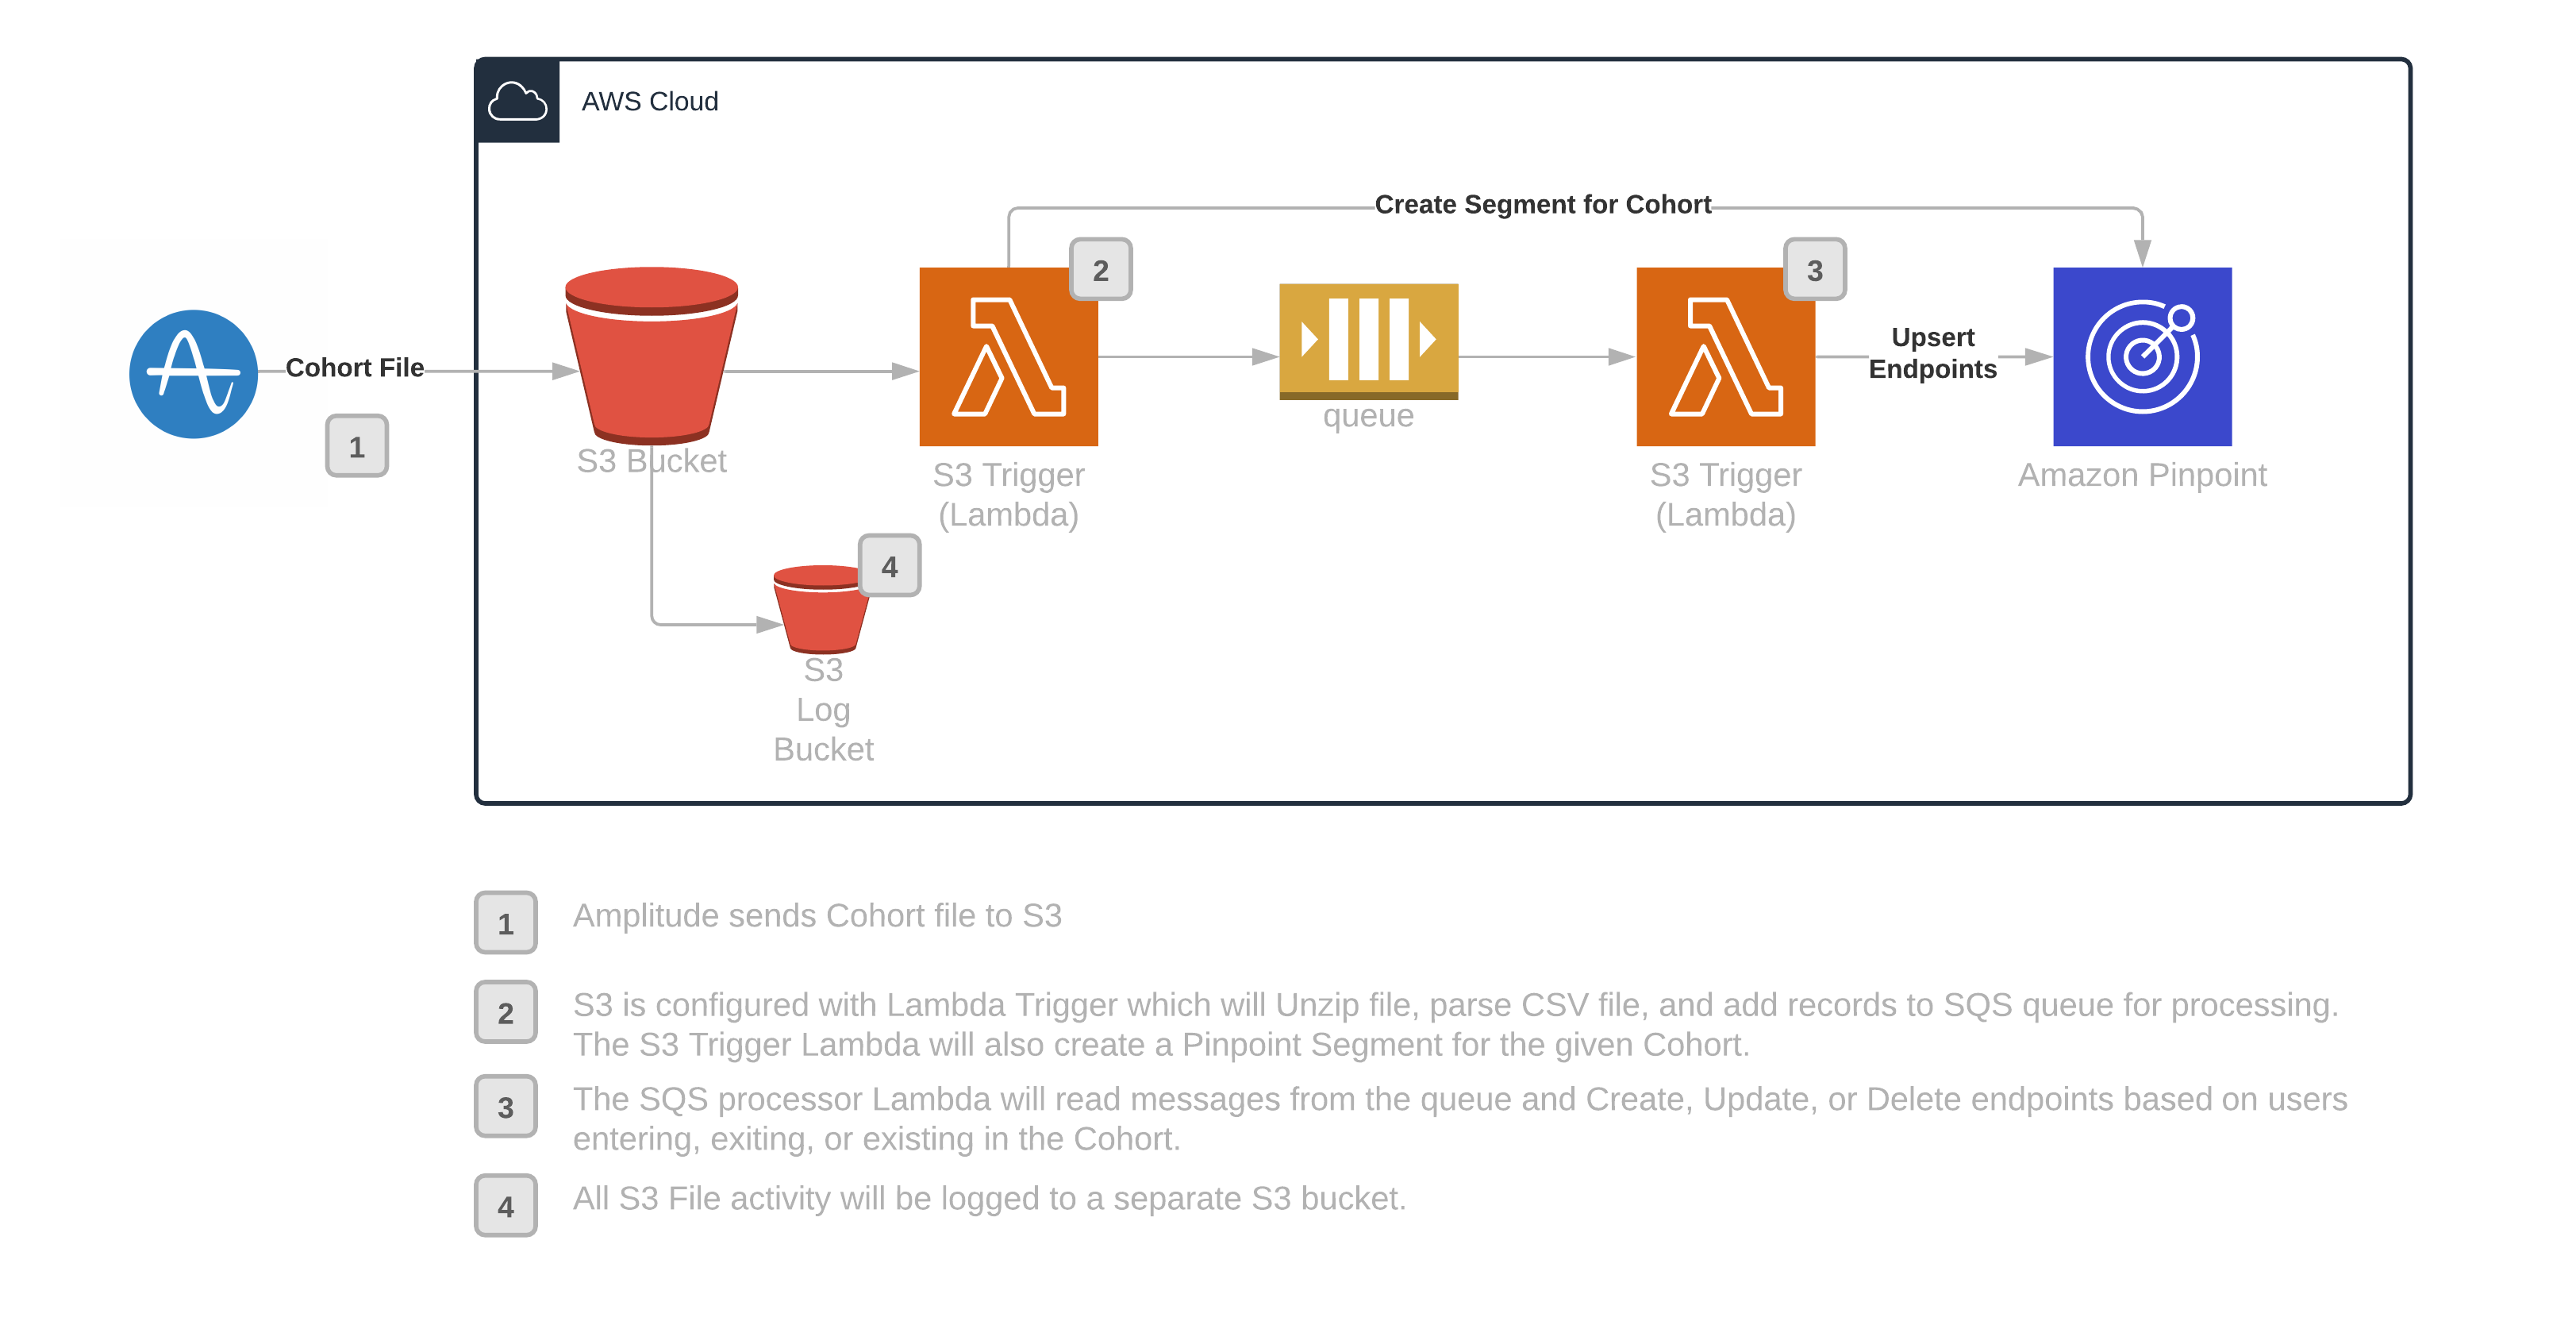 AWS Cloud
Create Segment for Cohort
2
3
Cohort File
Upsert
Endpoints
1
queue
S3 Bucket
S3 Trigger
(Lambda)
S3 Trigger
(Lambda)
Amazon Pinpoint
4
S3
Log
Bucket
1
Amplitude sends Cohort file to S3
2
S3 is configured with Lambda Trigger which will Unzip file, parse CSV file, and add records to SQS queue for processing.
The S3 Trigger Lambda will also create a Pinpoint Segment for the given Cohort.
3
The SQS processor Lambda will read messages from the queue and Create, Update, or Delete endpoints based on users
entering, exiting, or existing in the Cohort.
4
All S3 File activity will be logged to a separate S3 bucket.